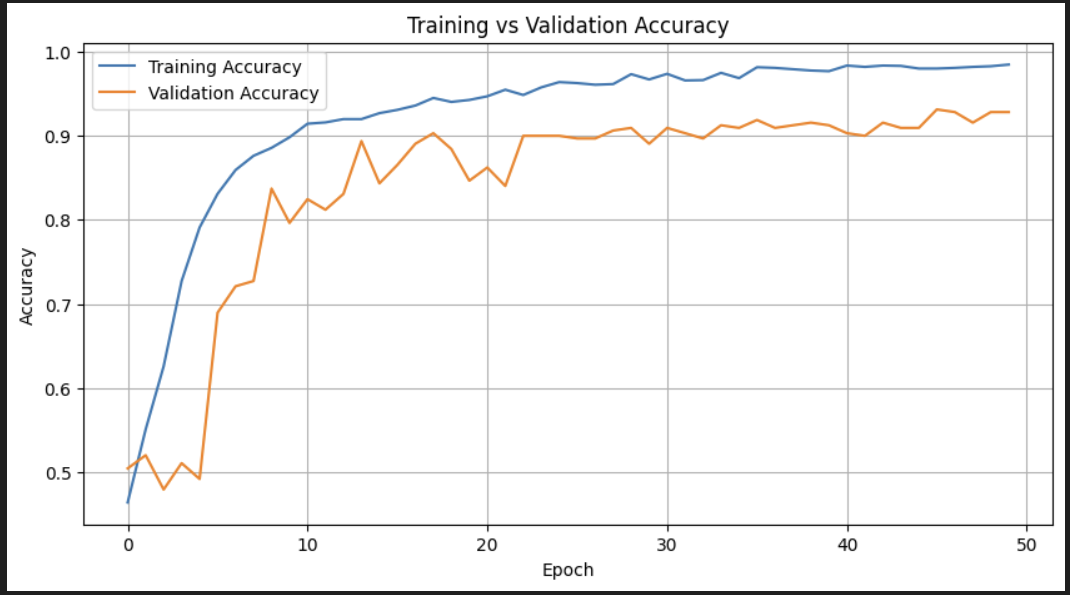 Training vs Validation Accuracy
Training Accuracy
Validation Accuracy
1.0
0.9
0.8
0.7
0.6
0.5
Accuracy
0 10 20 30 40 50
Epoch